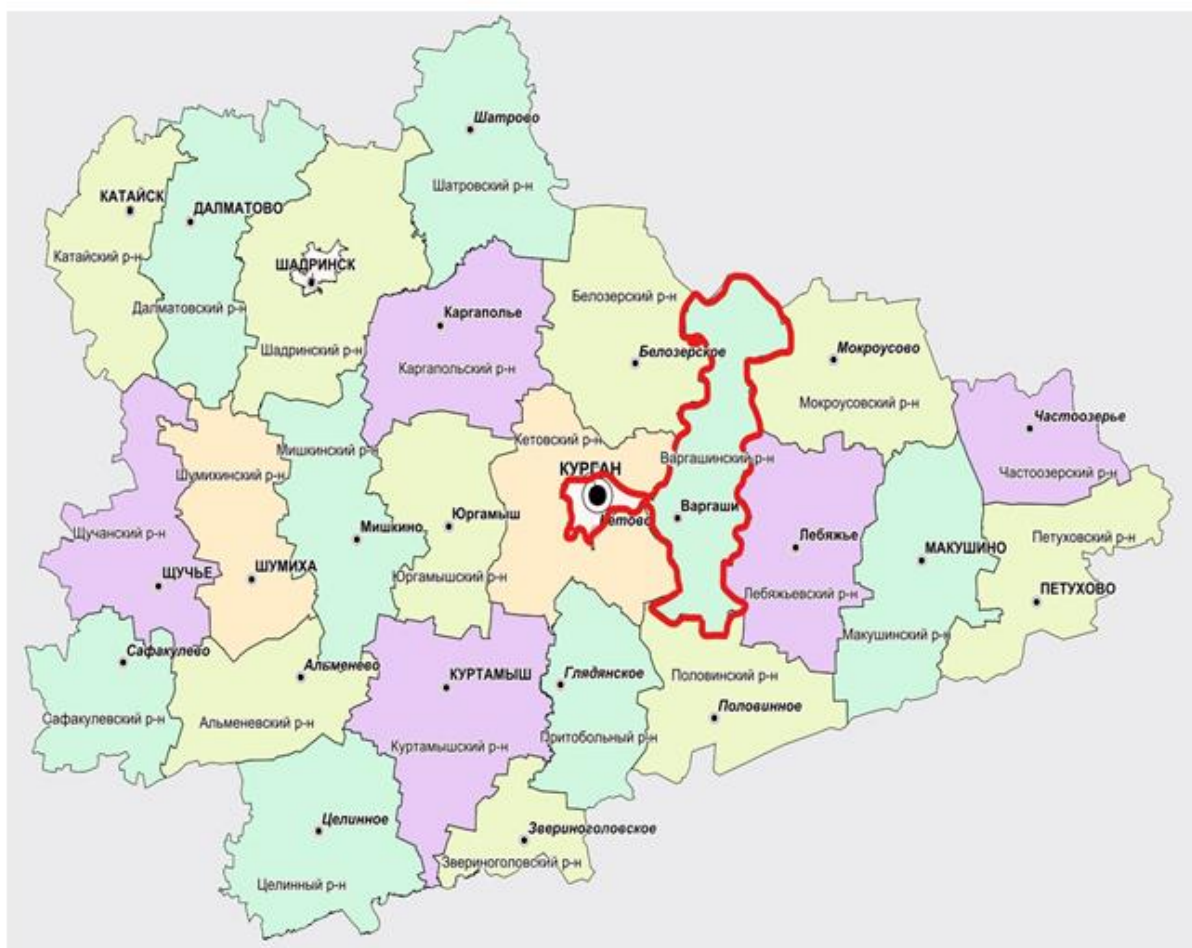 Шатрово
Шатровский р-н
КАТАЙСК
ДАЛМАТОВО
Катайский р-н
ШАДРИНСК
Далматовский р-н
Шадринский р-н
Каргаполье
Каргапольский р-н
Белозерский р-н
Белозерское
Мокроусово
Мокроусовский р-н
Частоозерье
Частоозерский р-н
Кетовский р-н
КУРГАН
Кетово
Варгашинский р-н
Варгаши
Мишкинский р-н
Мишкино
Шумихинский р-н
ШУМИХА
Щучанский р-н
ЩУЧЬЕ
Юргамыш
Юргамышский р-н
Лебяжье
Лебяжьевский р-н
МАКУШИНО
Макушинский р-н
Петуховский р-н
ПЕТУХОВО
Сафакулево
Сафакулевский р-н
Альменево
Альменевский р-н
КУРТАМЫШ
Куртамышский р-н
Глядянское
Притобольный р-н
Половинский р-н
Половинное
Целинное
Целинный р-н
Звериноголовское
Звериноголовский р-н